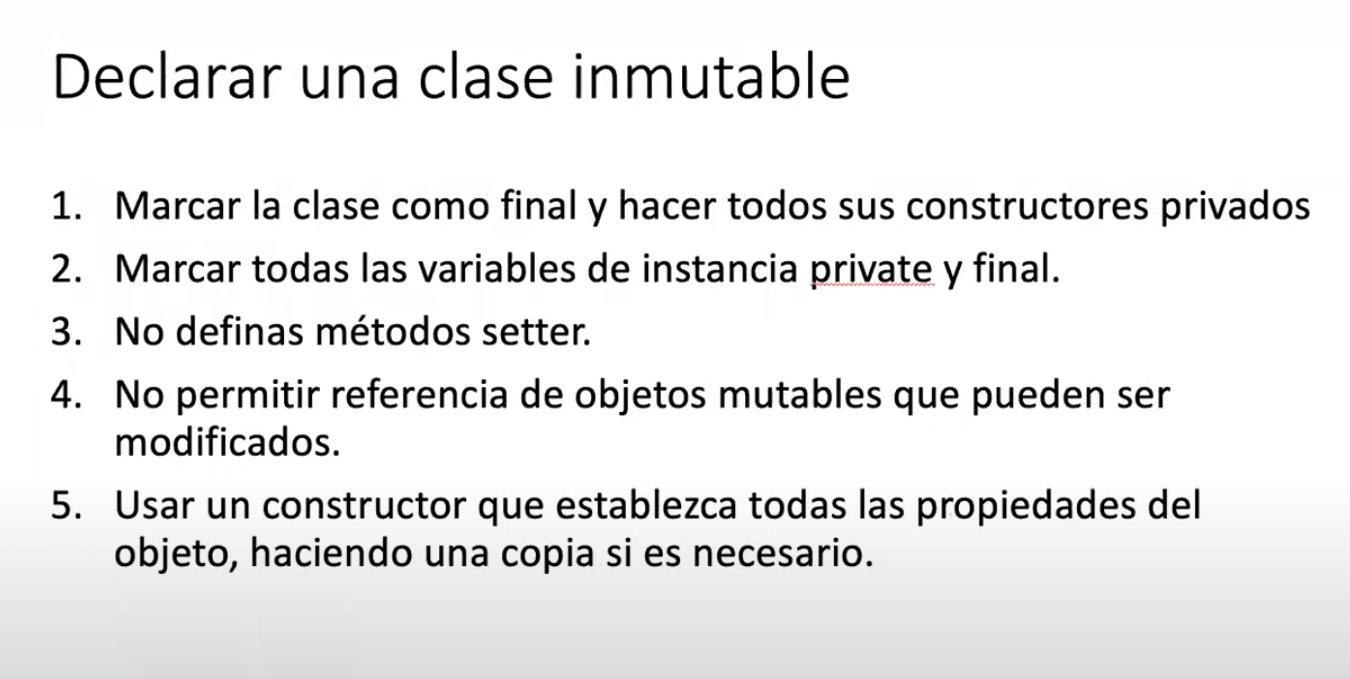 Declarar una clase inmutable
1. Marcar la clase como final y hacer todos sus constructores privados
2. Marcar todas las variables de instancia private y final.
3. No definas métodos setter.
4. No permitir referencia de objetos mutables que pueden ser
modificados.
5. Usar un constructor que establezca todas las propiedades del
objeto, haciendo una copia si es necesario.